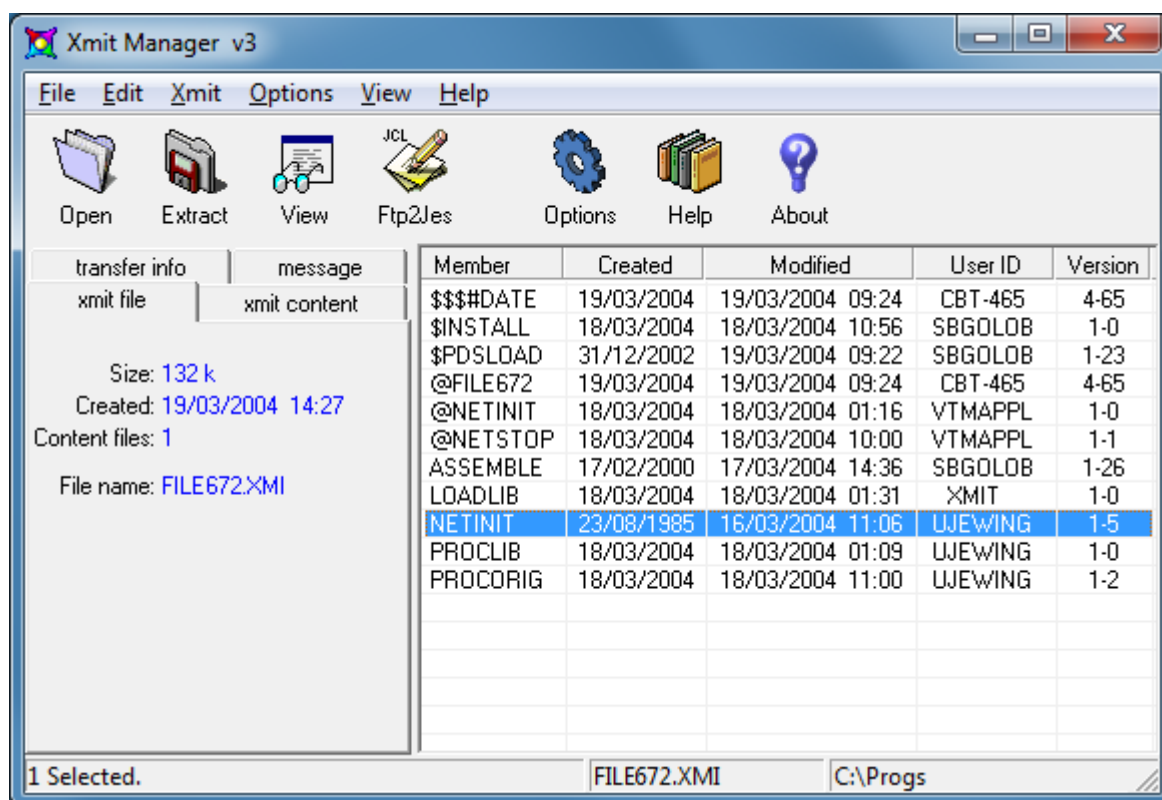 Xmit Manager v3
File Edit Xmit Options View Help
JCL
Open Extract View Ftp2Jes Options Help About
transfer info message
xmit file xmit content
Size: 132 k
Created: 19/03/2004 14:27
Content files: 1
File name: FILE672.XMI
Member Created Modified User ID Version
$$$#DATE 19/03/2004 19/03/2004 09:24 CBT-465 4-65
$INSTALL 18/03/2004 18/03/2004 10:56 SBGOLOB 1-0
$PDSLOAD 31/12/2002 19/03/2004 09:22 SBGOLOB 1-23
@FILE672 19/03/2004 19/03/2004 09:24 CBT-465 4-65
@NETINIT 18/03/2004 18/03/2004 01:16 VTMAPPL 1-0
@NETSTOP 18/03/2004 18/03/2004 10:00 VTMAPPL 1-1
ASSEMBLE 17/02/2000 17/03/2004 14:36 SBGOLOB 1-26
LOADLIB 18/03/2004 18/03/2004 01:31 XMIT 1-0
NETINIT 23/08/1985 16/03/2004 11:06 UJEWING 1-5
PROCLIB 18/03/2004 18/03/2004 01:09 UJEWING 1-0
PROCORIG 18/03/2004 18/03/2004 11:00 UJEWING 1-2
1 Selected. FILE672.XMI C:\Progs